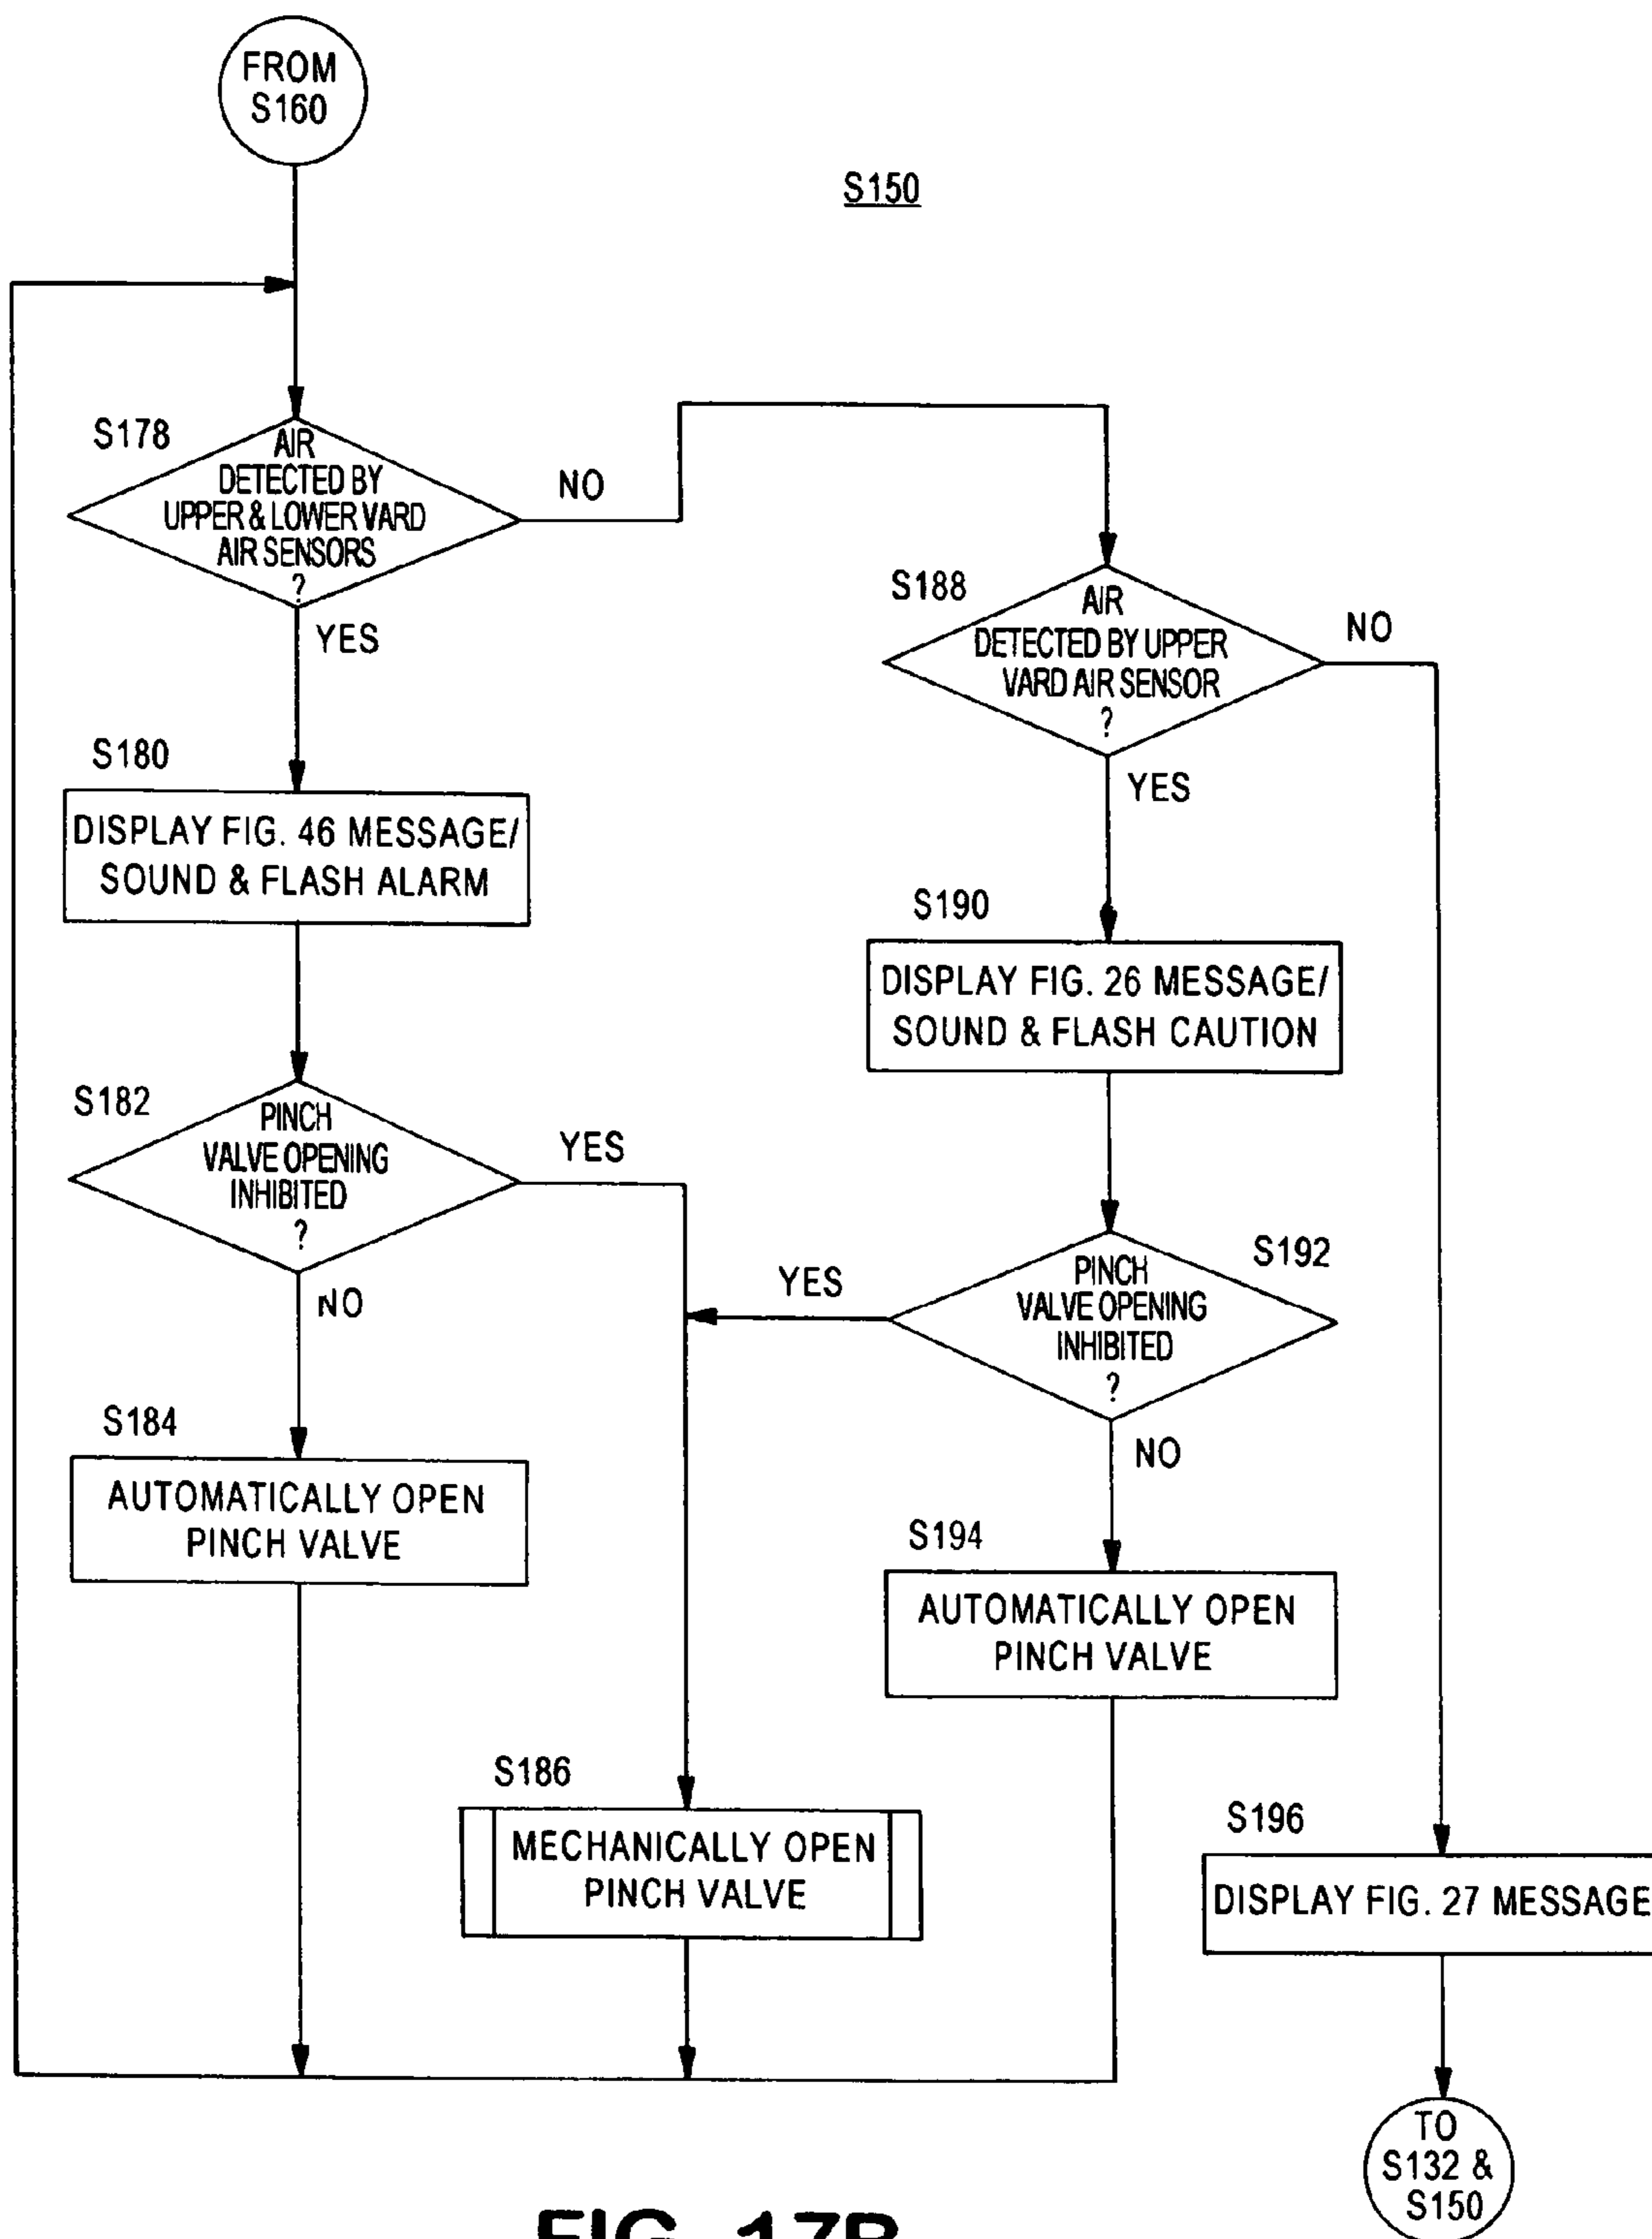 FROM
S160
S150
S178
AIR
DETECTED BY
UPPER & LOWER VARD
AIR SENSORS
?
NO
YES
S188
AIR
DETECTED BY UPPER
VARD AIR SENSOR
?
NO
YES
S180
DISPLAY FIG. 46 MESSAGE/
SOUND & FLASH ALARM
S190
DISPLAY FIG. 26 MESSAGE/
SOUND & FLASH CAUTION
S182
PINCH
VALVE OPENING
INHIBITED
?
YES
NO
S192
PINCH
VALVE OPENING
INHIBITED
?
YES
NO
S184
AUTOMATICALLY OPEN
PINCH VALVE
S194
AUTOMATICALLY OPEN
PINCH VALVE
S186
MECHANICALLY OPEN
PINCH VALVE
S196
DISPLAY FIG. 27 MESSAGE
TO
S132 &
S150
FIG. 17B